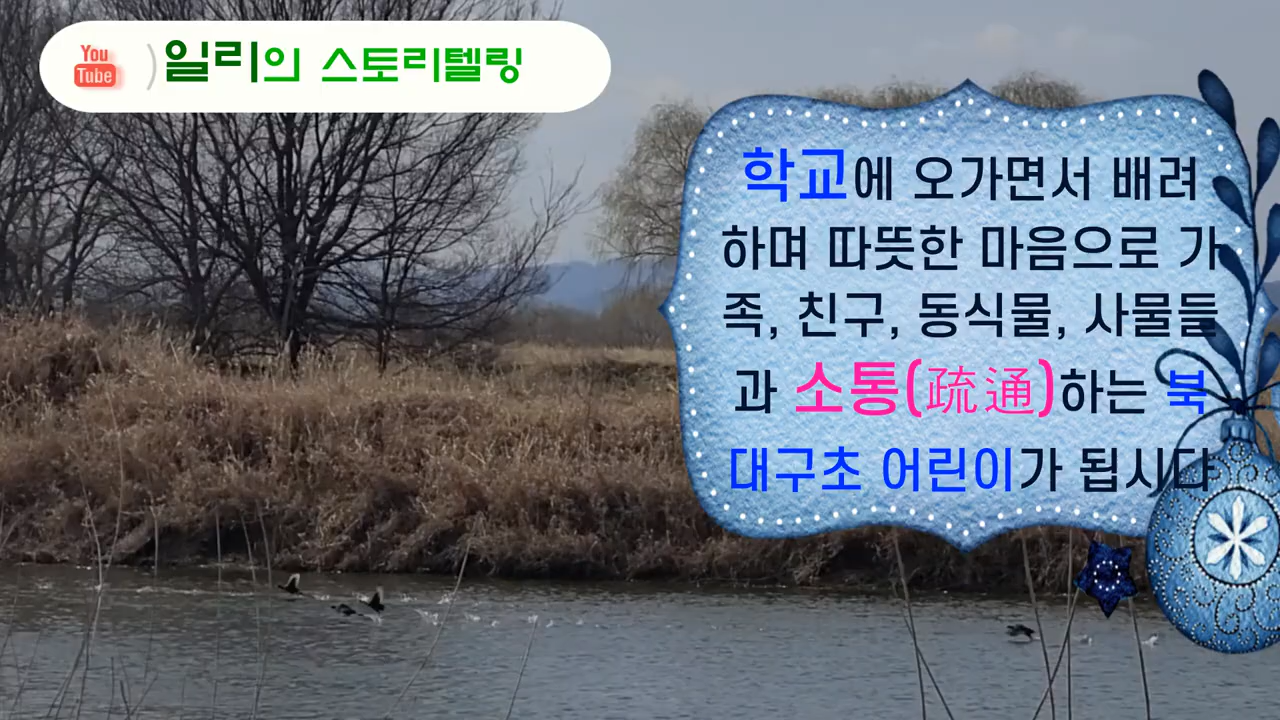 You
Tube
일리의 스토리텔링
학교에 오가면서 배려
하며 따뜻한 마음으로 가
족, 친구, 동식물, 사물들
과 소통(疏通)하는 북
대구초 어린이가 됩시다